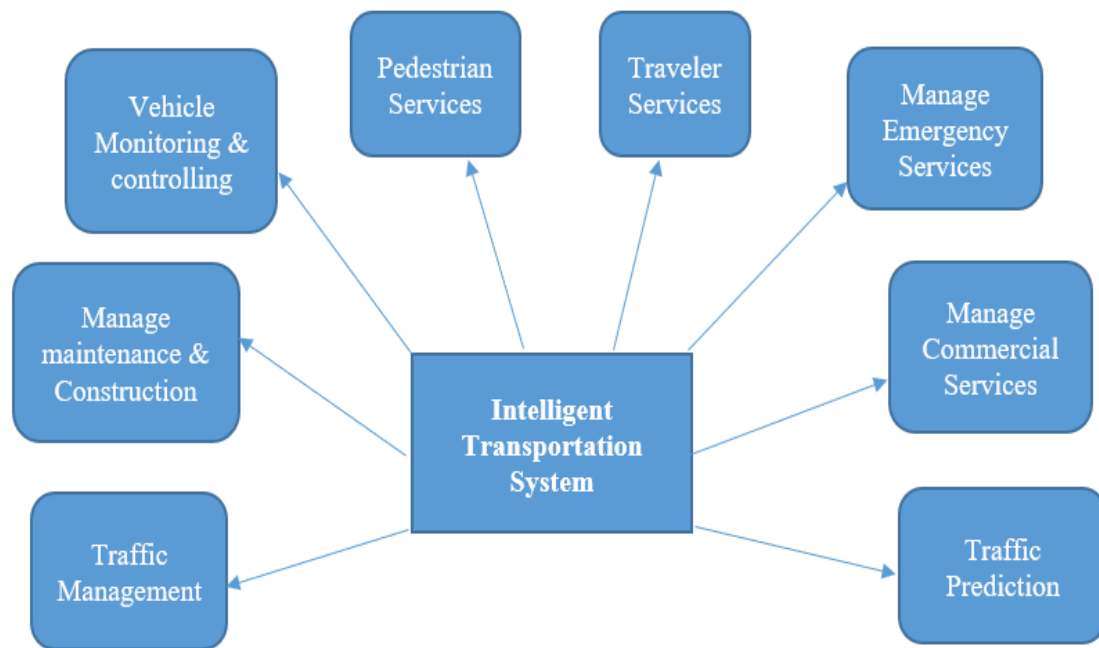 Vehicle
Monitoring &
controlling
Pedestrian
Services
Traveler
Services
Manage
Emergency
Services
Manage
maintenance &
Construction
Manage
Commercial
Services
Intelligent
Transportation
System
Traffic
Management
Traffic
Prediction